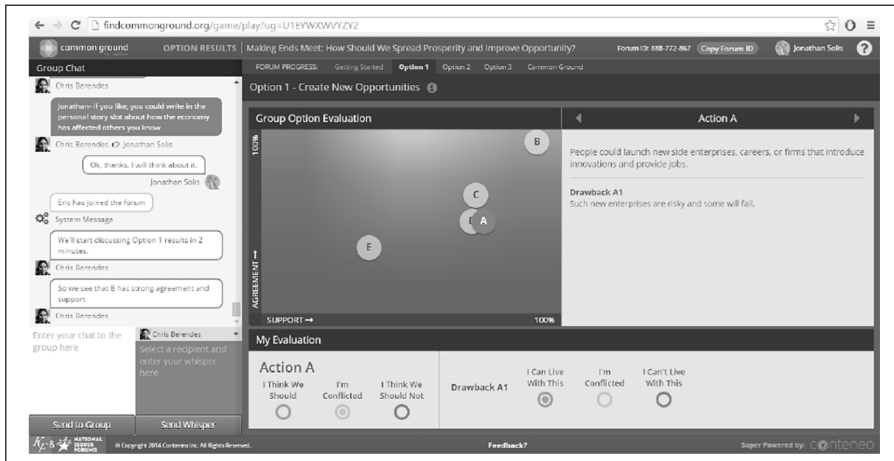 findcommonground.org/game/play?ug=U1EYWXWVYZY2
common ground
OPTION RESULTS | Making Ends Meet: How Should We Spread Prosperity and Improve Opportunity?
Forum ID: 888-772-867
Copy Forum ID
Jonathan Solis
?
Group Chat
FORUM PROGRESS:
Getting Started
Option 1
Option 2
Option 3
Common Ground
Chris Berendes
Jonathan- If you like, you could write in the
personal story slot about how the economy
has affected others you know
Chris Berendes
Jonathan Solis
Ok, thanks. I will think about it.
Jonathan Solis
Eric has joined the forum
System Message
We'll start discussing Option 1 results in 2
minutes.
Chris Berendes
So we see that B has strong agreement and
support
Chris Berendes
Enter your chat to the
group here
Chris Berendes
Select a recipient and
enter your whisper
here
Send to Group
Send Whisper
Option 1 - Create New Opportunities
Group Option Evaluation
100%
AGREEMENT →
B
C
A
E
SUPPORT →
100%
Action A
People could launch new side enterprises, careers, or firms that introduce
innovations and provide jobs.
Drawback A1
Such new enterprises are risky and some will fail.
My Evaluation
Action A
I Think We
Should
I'm
Conflicted
I Think We
Should Not
Drawback A1
I Can Live
With This
I'm
Conflicted
I Can't Live
With This
KF &
NATIONAL
ISSUES
FORUMS
© Copyright 2014 Conteneo Inc. All Rights Reserved.
Feedback?
Super Powered by:
conteneo